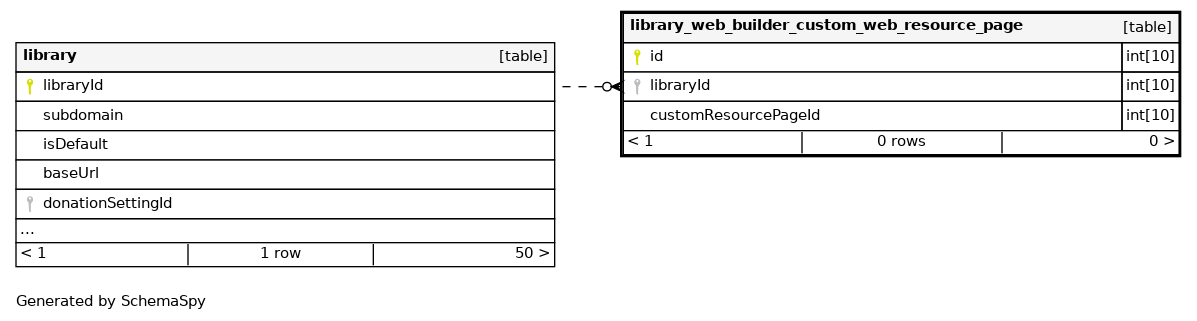 library [table]
libraryId
subdomain
isDefault
baseUrl
donationSettingId
...
< 1 1 row 50 >
library_web_builder_custom_web_resource_page [table]
id int[10]
libraryId int[10]
customResourcePageId int[10]
< 1 0 rows 0 >
Generated by SchemaSpy